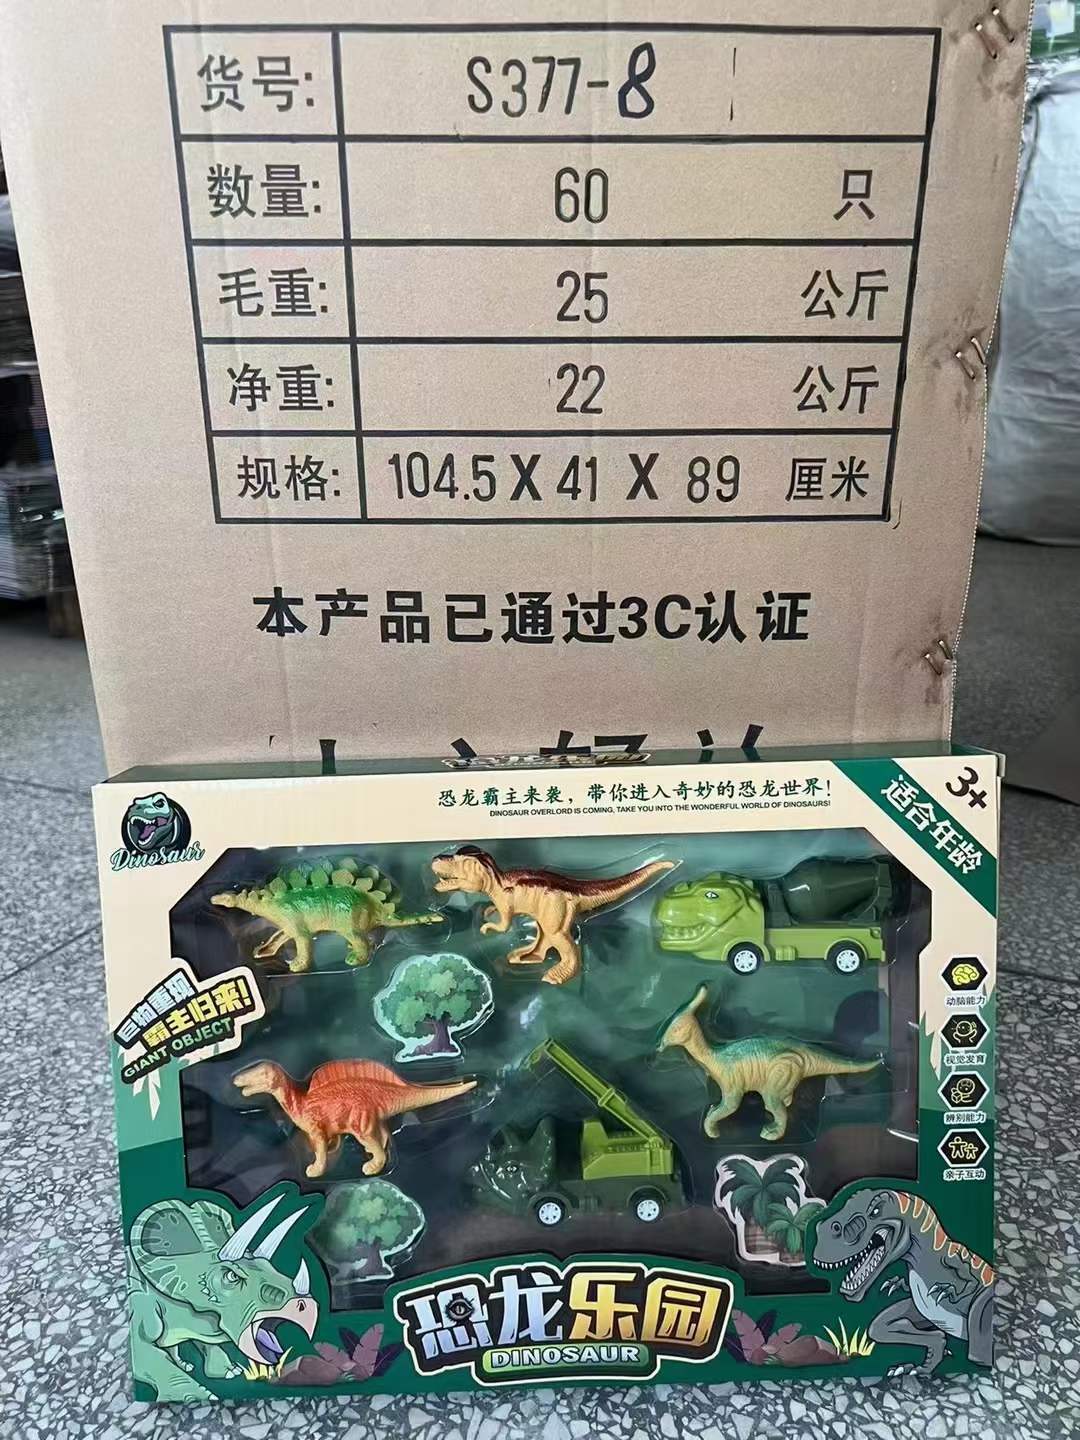 货号: S377-8
数量: 60 只
毛重: 25 公斤
净重: 22 公斤
规格: 104.5 X 41 X 89 厘米
本产品已通过3C认证
Dinosaur
恐龙霸主来袭，带你进入奇妙的恐龙世界！
DINOSAUR OVERLORD IS COMING, TAKE YOU INTO THE WONDERFUL WORLD OF DINOSAURS!
3+
适合年龄
巨物重现
霸主归来！
GIANT OBJECT
动脑能力
视觉发育
辨别能力
亲子互动
恐龙乐园
DINOSAUR